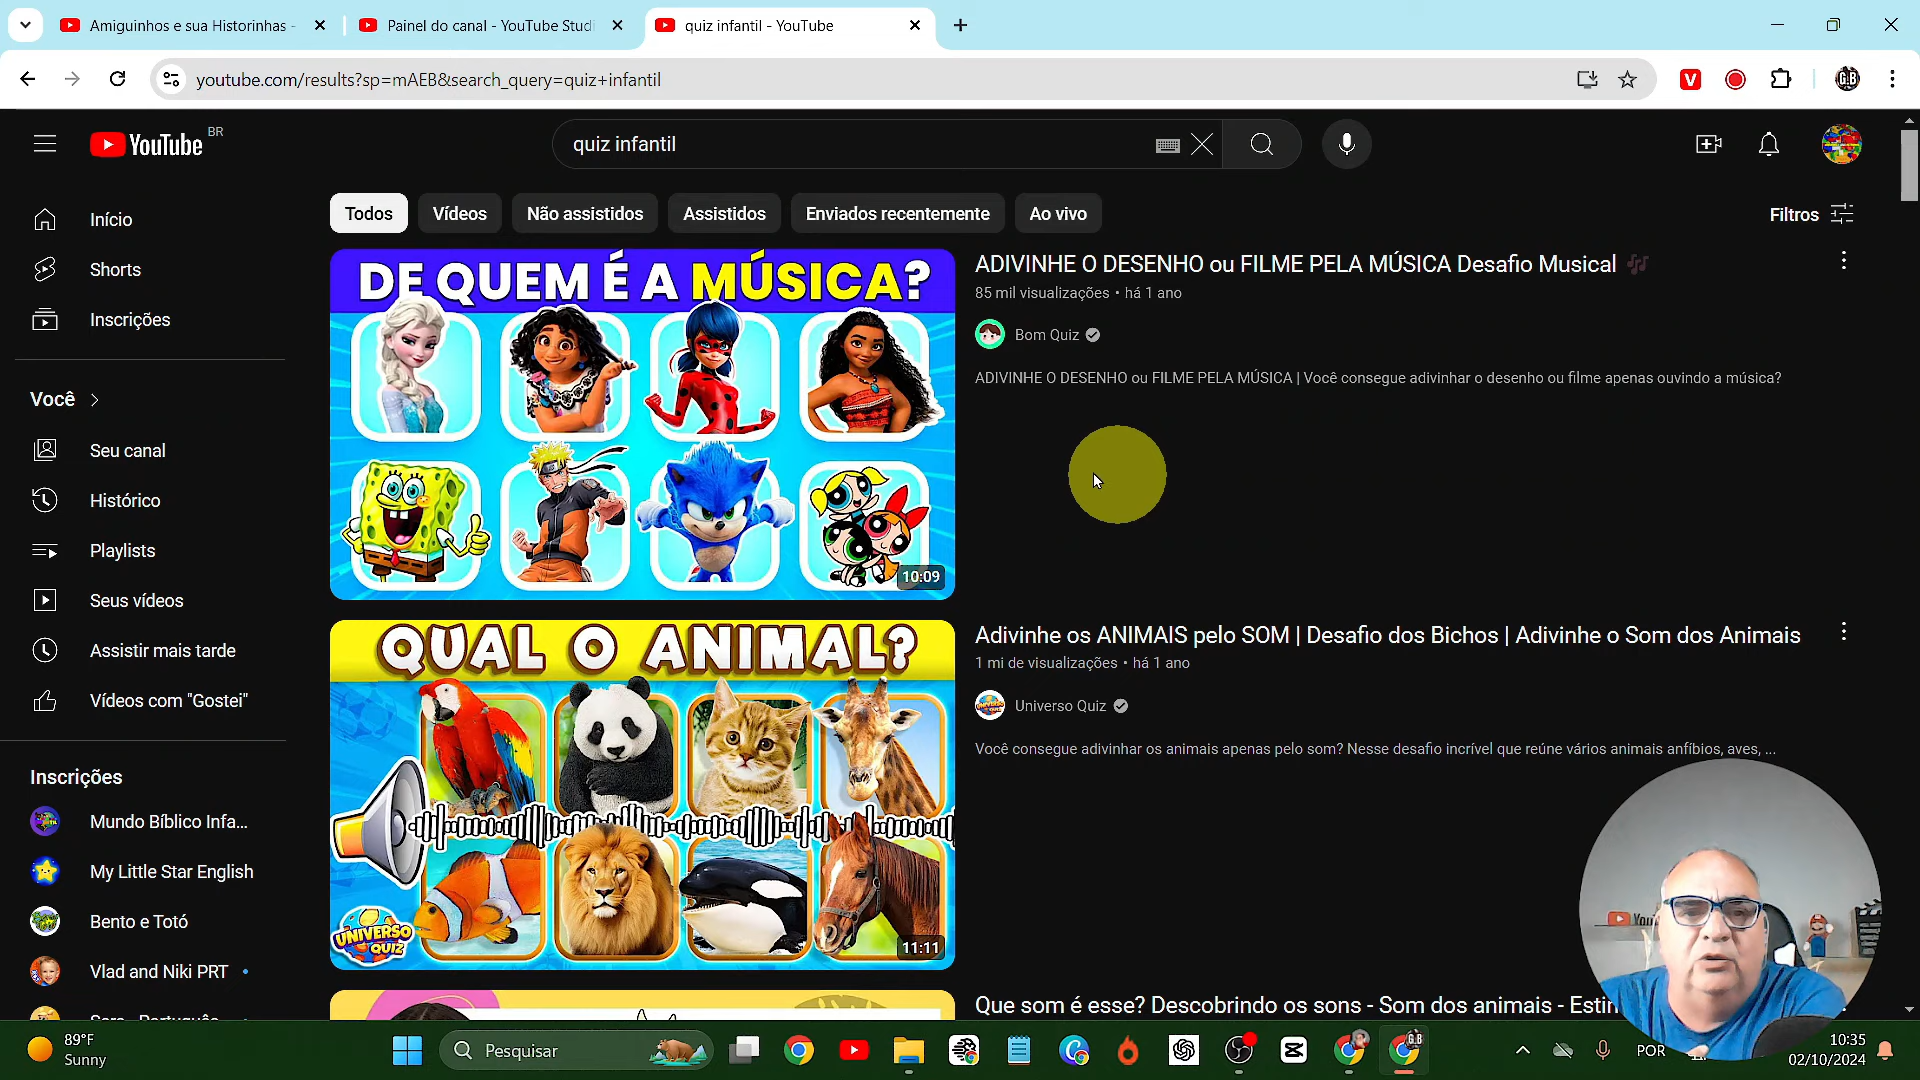 Amiguinhos e sua Historinhas -
Painel do canal - YouTube Studi
quiz infantil - YouTube
youtube.com/results?sp=mAEB&search_query=quiz+infantil
V
G.B
YouTube
BR
quiz infantil
Início
Shorts
Inscrições
Você
Seu canal
Histórico
Playlists
Seus vídeos
Assistir mais tarde
Vídeos com "Gostei"
Inscrições
Mundo Bíblico Infa...
My Little Star English
Bento e Totó
Vlad and Niki PRT
Todos
Vídeos
Não assistidos
Assistidos
Enviados recentemente
Ao vivo
Filtros
DE QUEM É A MÚSICA?
10:09
ADIVINHE O DESENHO ou FILME PELA MÚSICA Desafio Musical
85 mil visualizações • há 1 ano
Bom Quiz
ADIVINHE O DESENHO ou FILME PELA MÚSICA | Você consegue adivinhar o desenho ou filme apenas ouvindo a música?
QUAL O ANIMAL?
UNIVERSO
QUIZ
11:11
Adivinhe os ANIMAIS pelo SOM | Desafio dos Bichos | Adivinhe o Som dos Animais
1 mi de visualizações • há 1 ano
Universo Quiz
Você consegue adivinhar os animais apenas pelo som? Nesse desafio incrível que reúne vários animais anfíbios, aves, ...
Que som é esse? Descobrindo os sons - Som dos animais - Estin
89°F
Sunny
Pesquisar
G.B
POR
10:35
02/10/2024